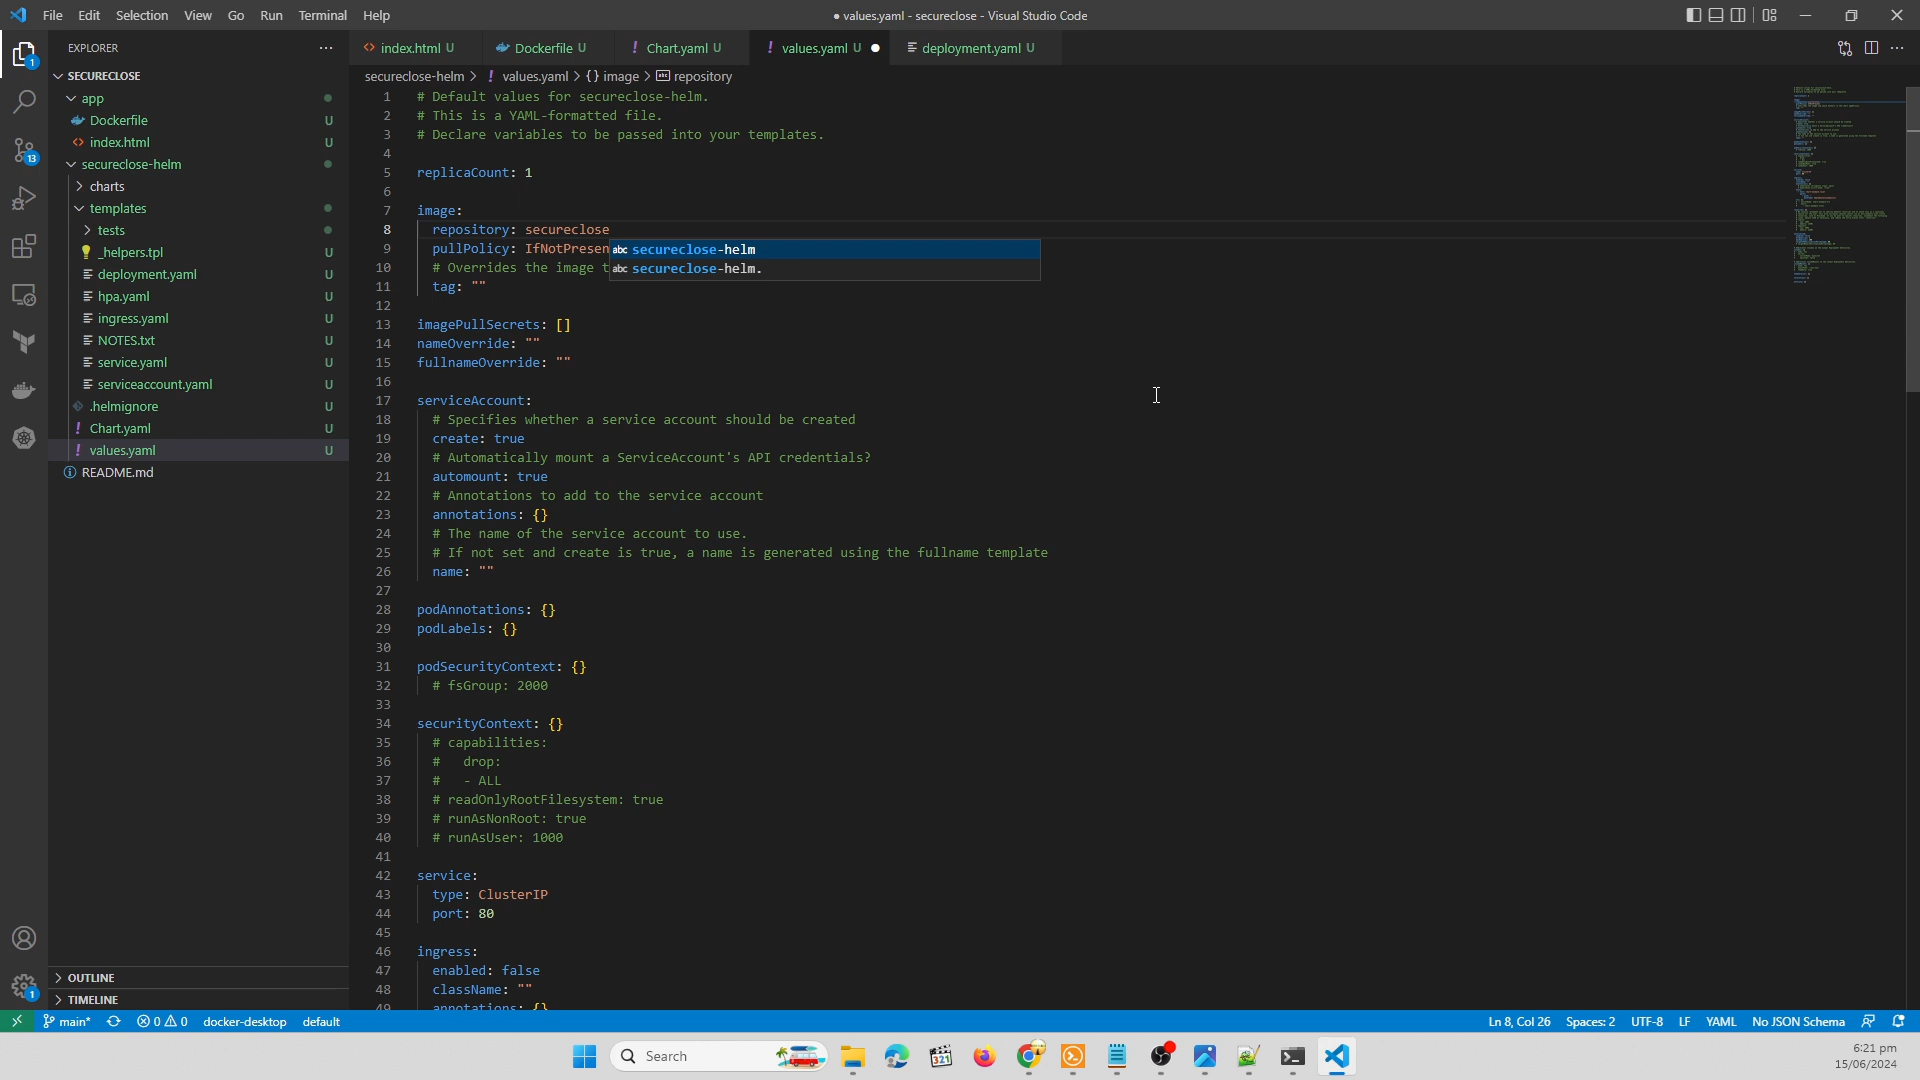 File Edit Selection View Go Run Terminal Help
● values.yaml - secureclose - Visual Studio Code
EXPLORER
SECURECLOSE
app
Dockerfile U
index.html U
secureclose-helm
charts
templates
tests
_helpers.tpl U
deployment.yaml U
hpa.yaml U
ingress.yaml U
NOTES.txt U
service.yaml U
serviceaccount.yaml U
.helmignore U
Chart.yaml U
values.yaml U
README.md
OUTLINE
TIMELINE
1
13
1
index.html U Dockerfile U ! Chart.yaml U ! values.yaml U ● deployment.yaml U
secureclose-helm > ! values.yaml > {} image > abc repository
1 # Default values for secureclose-helm.
2 # This is a YAML-formatted file.
3 # Declare variables to be passed into your templates.
4
5 replicaCount: 1
6
7 image:
8 repository: secureclose
9 pullPolicy: IfNotPresen
abc secureclose-helm
10 # Overrides the image t
abc secureclose-helm.
11 tag: ""
12
13 imagePullSecrets: []
14 nameOverride: ""
15 fullnameOverride: ""
16
17 serviceAccount:
18 # Specifies whether a service account should be created
19 create: true
20 # Automatically mount a ServiceAccount's API credentials?
21 automount: true
22 # Annotations to add to the service account
23 annotations: {}
24 # The name of the service account to use.
25 # If not set and create is true, a name is generated using the fullname template
26 name: ""
27
28 podAnnotations: {}
29 podLabels: {}
30
31 podSecurityContext: {}
32 # fsGroup: 2000
33
34 securityContext: {}
35 # capabilities:
36 # drop:
37 # - ALL
38 # readOnlyRootFilesystem: true
39 # runAsNonRoot: true
40 # runAsUser: 1000
41
42 service:
43 type: ClusterIP
44 port: 80
45
46 ingress:
47 enabled: false
48 className: ""
49 annotations: {}
main* 0 0 docker-desktop default
Ln 8, Col 26 Spaces: 2 UTF-8 LF YAML No JSON Schema
Search
321
6:21 pm
15/06/2024